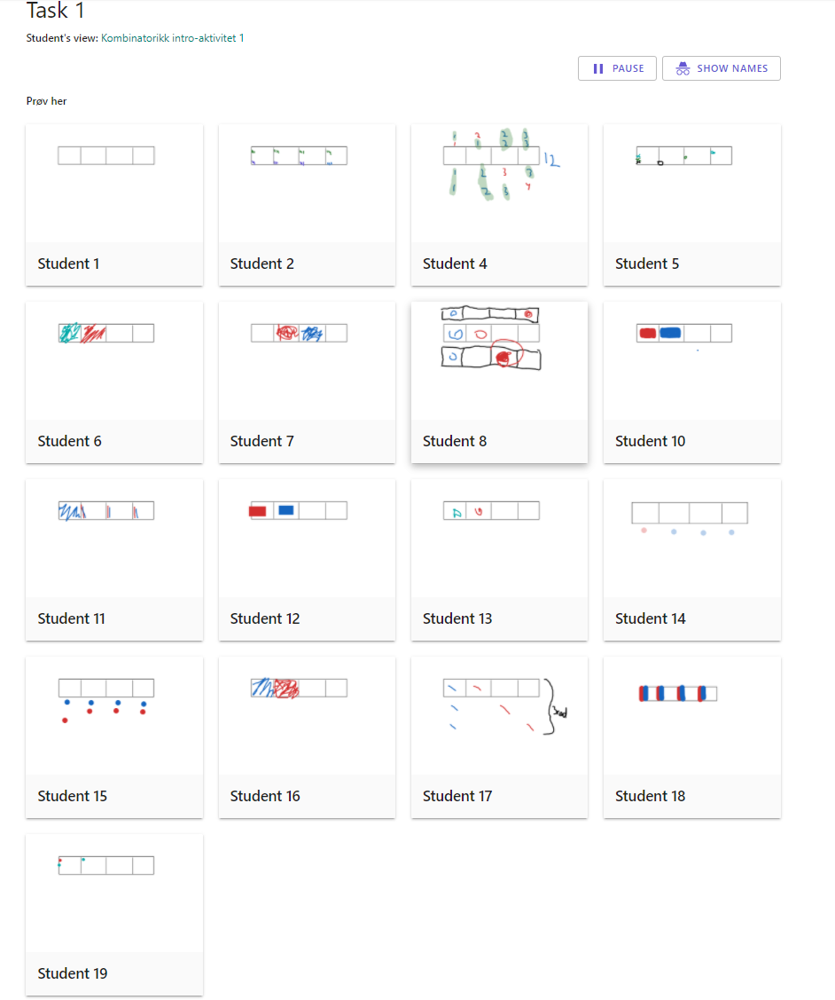 Task 1
Student's view: Kombinatorikk intro-aktivitet 1
PAUSE
SHOW NAMES
Prøv her
12
Student 1
Student 2
Student 4
Student 5
Student 6
Student 7
Student 8
Student 10
Student 11
Student 12
Student 13
Student 14
Student 15
Student 16
Student 17
Student 18
Student 19